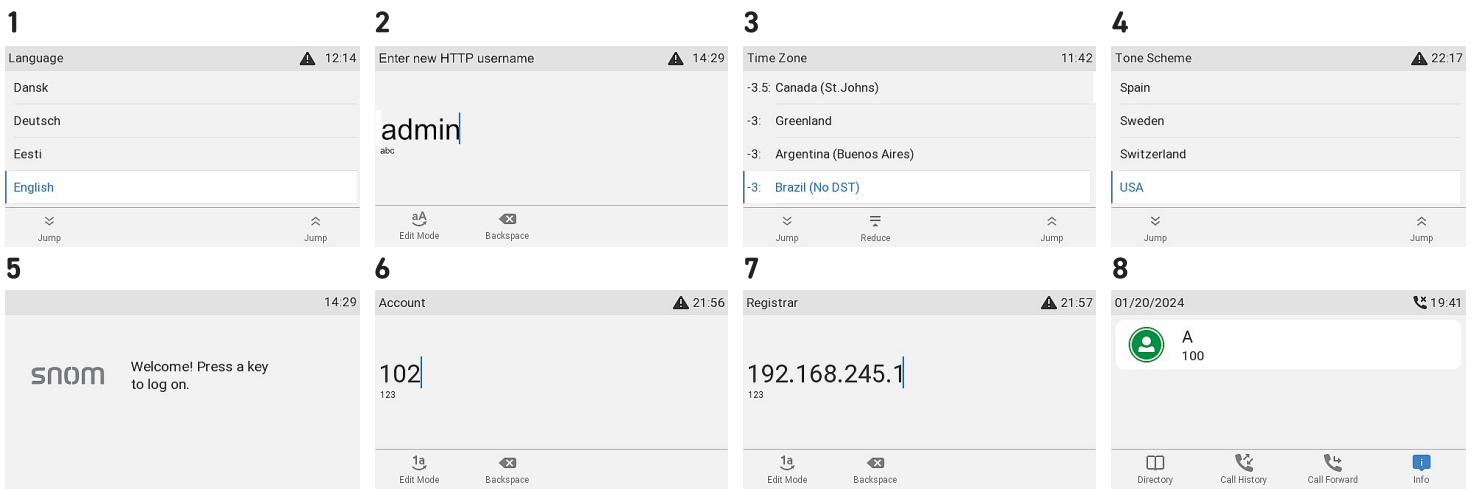 1
Language 12:14
Dansk
Deutsch
Eesti
English
Jump Jump
2
Enter new HTTP username 14:29
admin
abc
aA
Edit Mode Backspace
3
Time Zone 11:42
-3.5: Canada (St.Johns)
-3: Greenland
-3: Argentina (Buenos Aires)
-3: Brazil (No DST)
Jump Reduce Jump
4
Tone Scheme 22:17
Spain
Sweden
Switzerland
USA
Jump Jump
5
14:29
snom
Welcome! Press a key
to log on.
6
Account 21:56
102
123
1a
Edit Mode Backspace
7
Registrar 21:57
192.168.245.1
123
1a
Edit Mode Backspace
8
01/20/2024 19:41
A
100
Directory Call History Call Forward Info